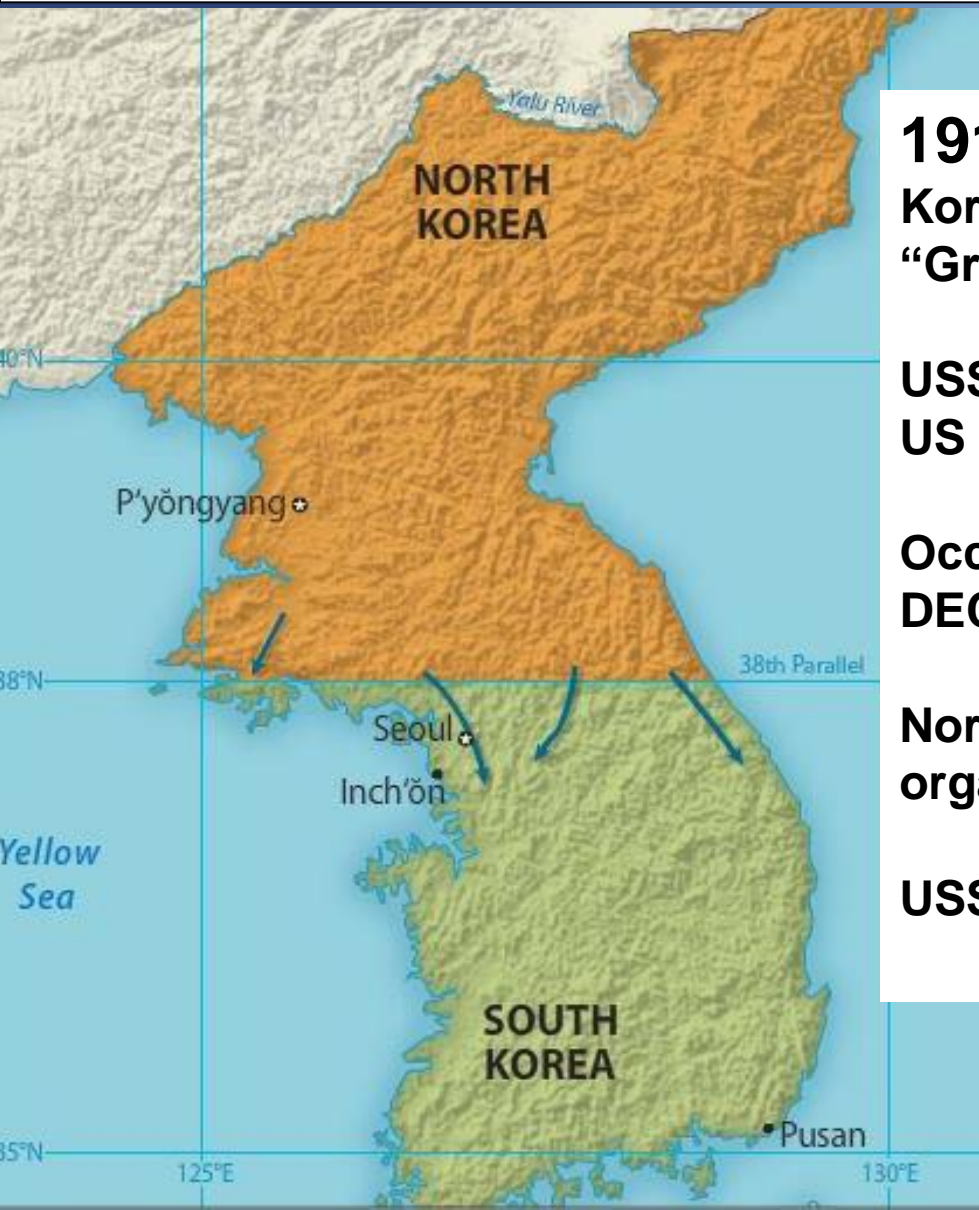 Yalu River
NORTH
KOREA
40°N
P'yŏngyang
38th Parallel
38°N
Seoul
Inch'ŏn
Yellow
Sea
SOUTH
KOREA
Pusan
35°N
125°E
130°E
191
Kor
“Gr
USS
US
Occ
DEC
Nor
orga
USS